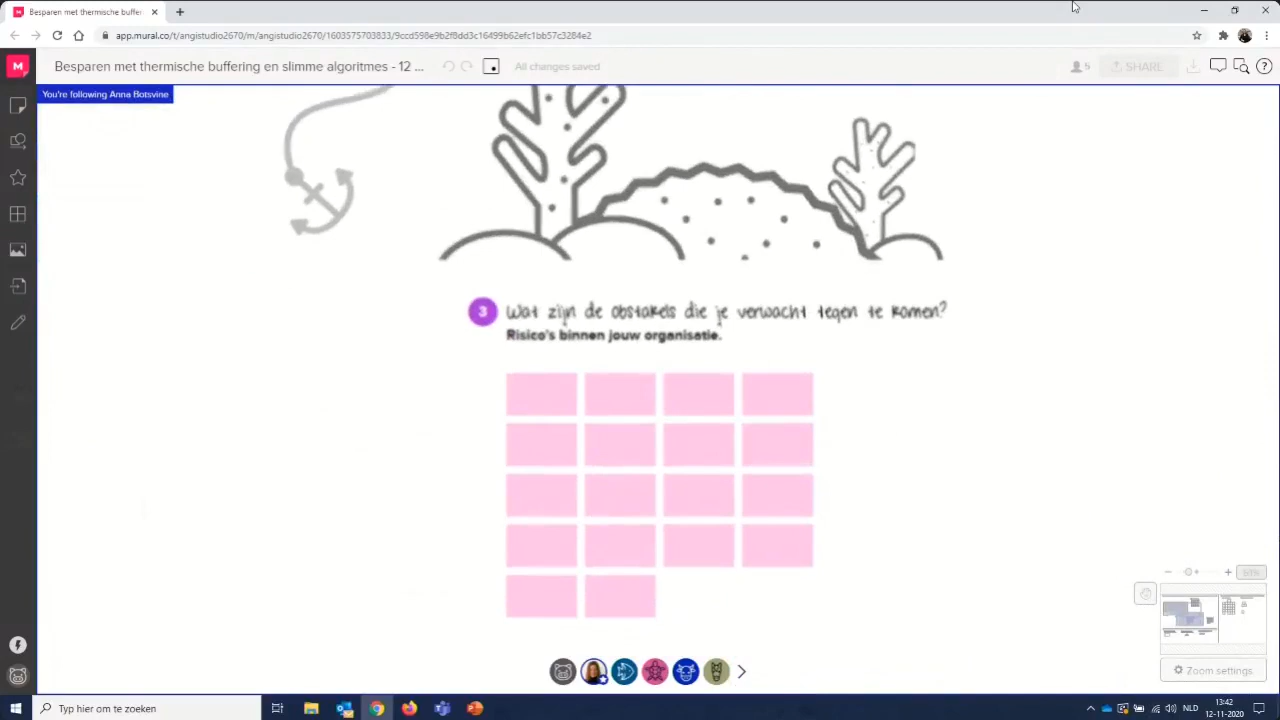 Besparen met thermische buffering
app.mural.co/t/angistudio2670/m/angistudio2670/1603575703833/9ccd598e9b2f8dd3c16499b62efc1bb57c3284e2
Besparen met thermische buffering en slimme algoritmes - 12 ...
All changes saved
SHARE
You're following Anna Botsvine
3 Wat zijn de obstakels die je verwacht tegen te komen?
Risico's binnen jouw organisatie.
Zoom settings
Typ hier om te zoeken
NLD
13:42
12-11-2020